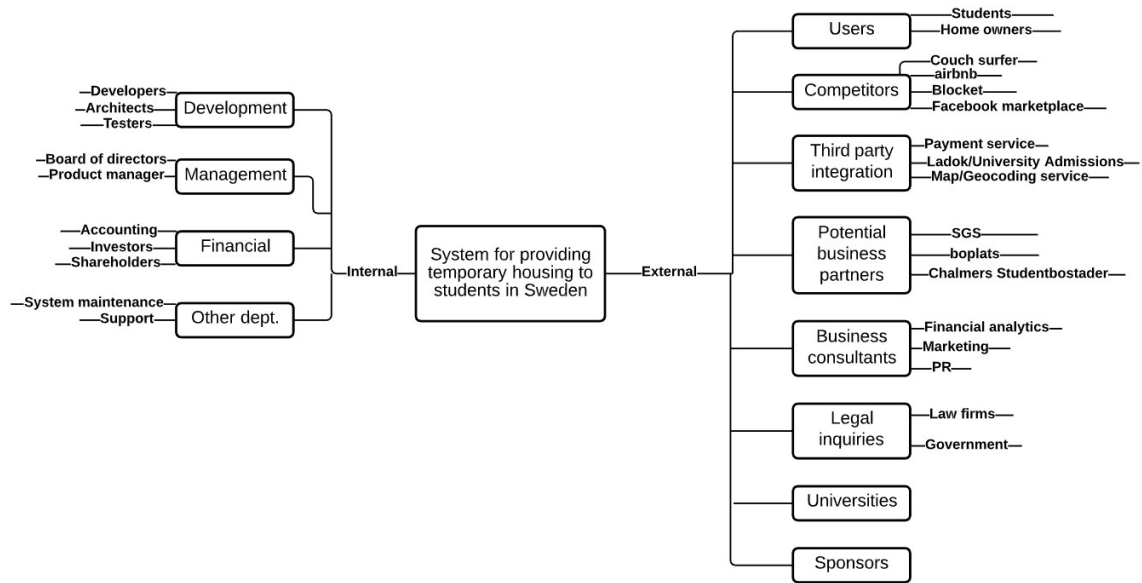 Developers
Architects
Testers
Development
Board of directors
Product manager
Management
Accounting
Investors
Shareholders
Financial
System maintenance
Support
Other dept.
Internal
System for providing
temporary housing to
students in Sweden
External
Users
Students
Home owners
Competitors
Couch surfer
airbnb
Blocket
Facebook marketplace
Third party
integration
Payment service
Ladok/University Admissions
Map/Geocoding service
Potential
business
partners
SGS
boplats
Chalmers Studentbostader
Business
consultants
Financial analytics
Marketing
PR
Legal
inquiries
Law firms
Government
Universities
Sponsors